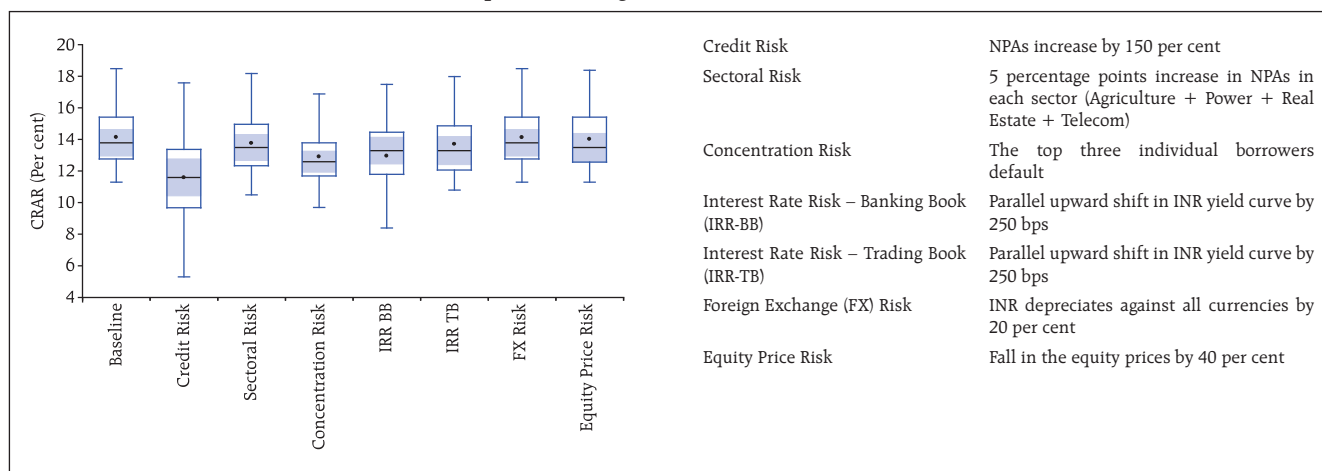 20
18
16
14
12
10
8
6
4
CRAR (Per cent)
Baseline
Credit Risk
Sectoral Risk
Concentration Risk
IRR BB
IRR TB
FX Risk
Equity Price Risk
Credit Risk NPAs increase by 150 per cent
Sectoral Risk 5 percentage points increase in NPAs in
each sector (Agriculture + Power + Real
Estate + Telecom)
Concentration Risk The top three individual borrowers
default
Interest Rate Risk – Banking Book Parallel upward shift in INR yield curve by
(IRR-BB) 250 bps
Interest Rate Risk – Trading Book Parallel upward shift in INR yield curve by
(IRR-TB) 250 bps
Foreign Exchange (FX) Risk INR depreciates against all currencies by
20 per cent
Equity Price Risk Fall in the equity prices by 40 per cent